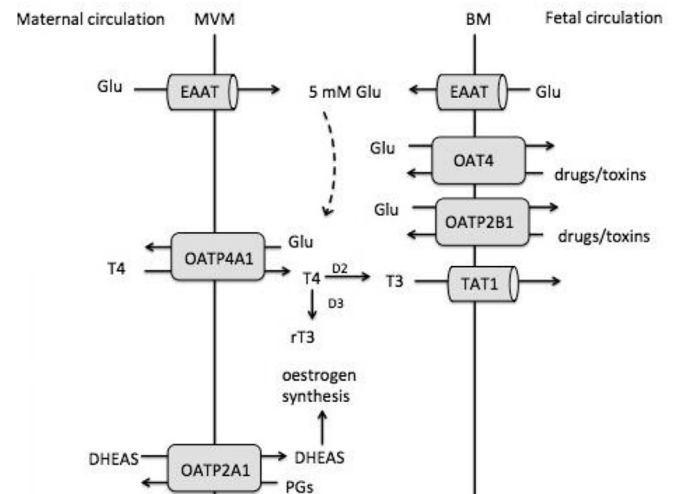 Maternal circulation MVM BM Fetal circulation
Glu EAAT 5 mM Glu EAAT Glu
Glu OAT4 drugs/toxins
Glu OATP2B1 drugs/toxins
T4 OATP4A1 Glu
T4 D2 T3 TAT1
D3
rT3
oestrogen
synthesis
DHEAS OATP2A1 DHEAS
PGs